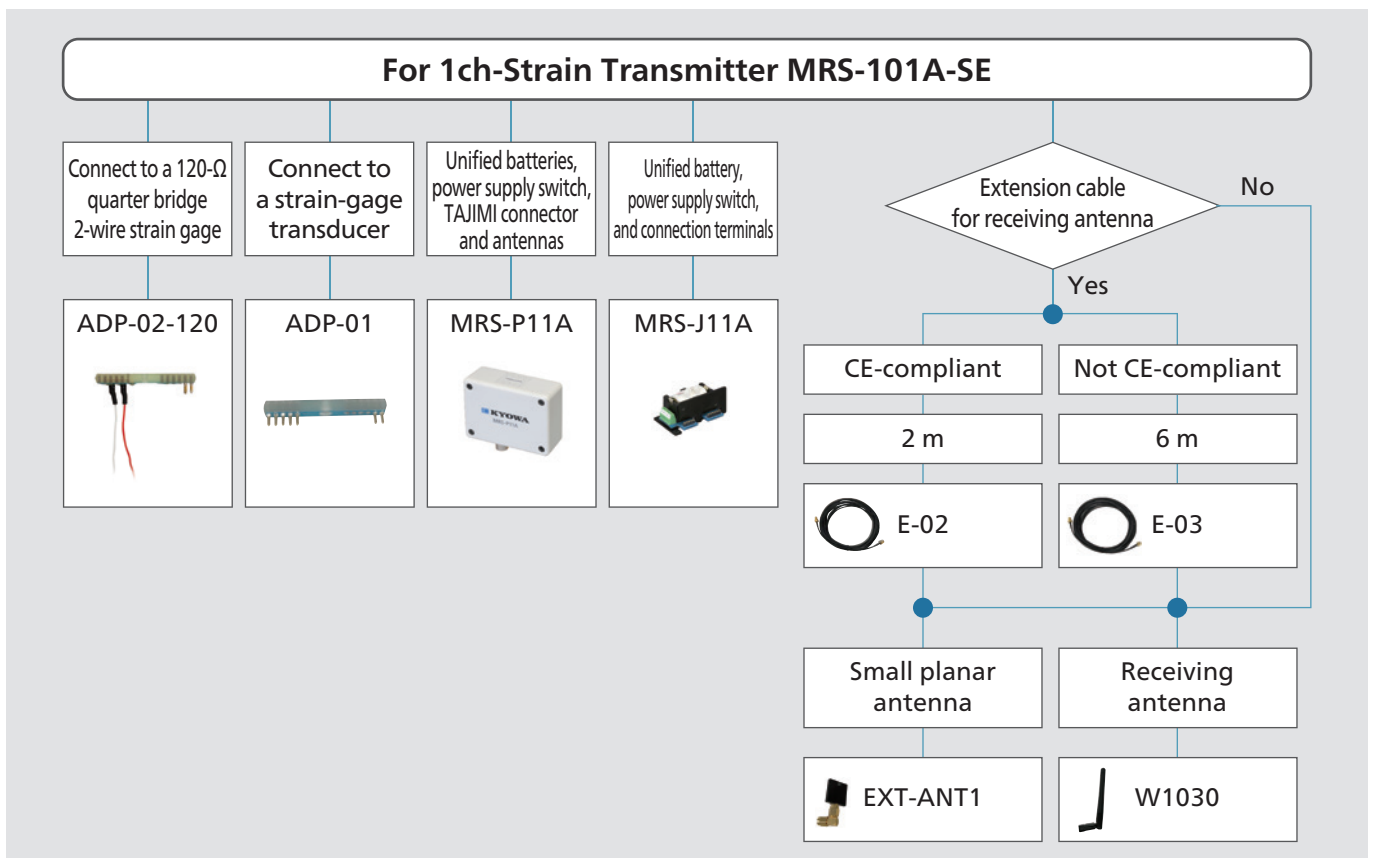 For 1ch-Strain Transmitter MRS-101A-SE
Connect to a 120-Ω
quarter bridge
2-wire strain gage
Connect to
a strain-gage
transducer
Unified batteries,
power supply switch,
TAJIMI connector
and antennas
Unified battery,
power supply switch,
and connection terminals
Extension cable
for receiving antenna
No
Yes
ADP-02-120
ADP-01
MRS-P11A
KYOWA
MRS-P11A
MRS-J11A
CE-compliant
Not CE-compliant
2 m
6 m
E-02
E-03
Small planar
antenna
Receiving
antenna
EXT-ANT1
W1030